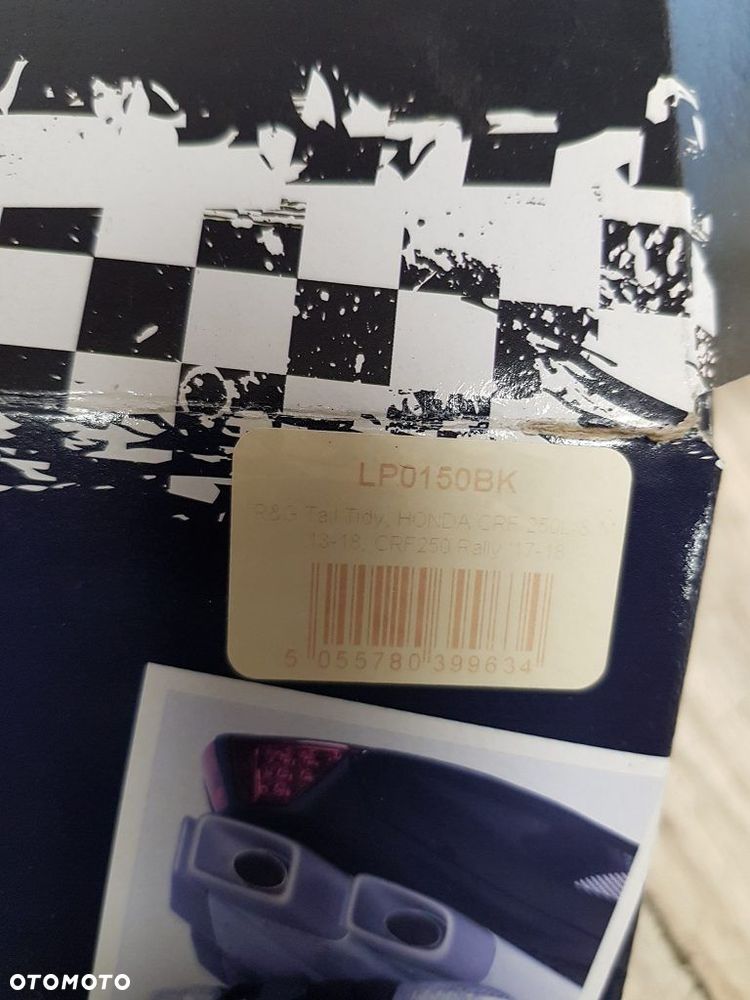 LP0150BK
R&G Tail Tidy, HONDA CRF 250L & M
'13-18, CRF250 Rally '17-18
5 055780 399634
OTOMOTO